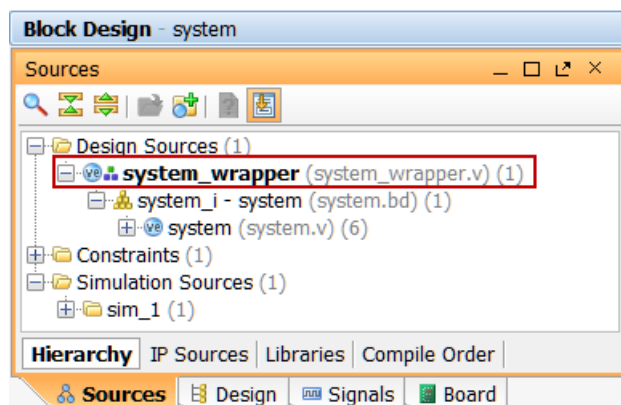 Block Design - system
Sources
Design Sources (1)
system_wrapper (system_wrapper.v) (1)
system_i - system (system.bd) (1)
system (system.v) (6)
Constraints (1)
Simulation Sources (1)
sim_1 (1)
Hierarchy IP Sources Libraries Compile Order
Sources Design Signals Board